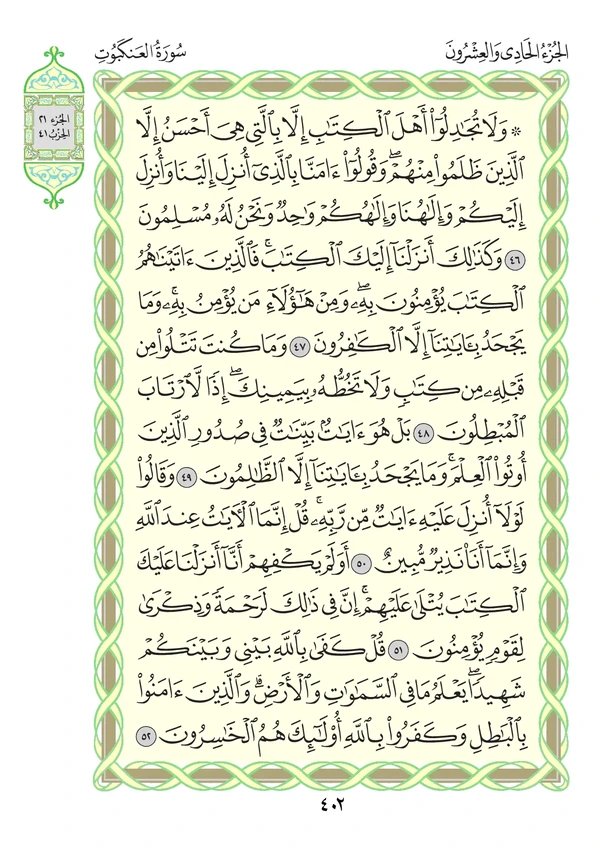 الجُزْءُ الحَادِى وَالعِشْرُونَ
سُورَةُ العَنكَبُوتِ
الجزء ٢١
الحزب ٤١
۞ وَلَا تُجَٰدِلُوٓا۟ أَهْلَ ٱلْكِتَٰبِ إِلَّا بِٱلَّتِى هِىَ أَحْسَنُ إِلَّا
ٱلَّذِينَ ظَلَمُوا۟ مِنْهُمْ ۖ وَقُولُوٓا۟ ءَامَنَّا بِٱلَّذِىٓ أُنزِلَ إِلَيْنَا وَأُنزِلَ
إِلَيْكُمْ وَإِلَٰهُنَا وَإِلَٰهُكُمْ وَٰحِدٌ وَنَحْنُ لَهُۥ مُسْلِمُونَ
٤٦ وَكَذَٰلِكَ أَنزَلْنَآ إِلَيْكَ ٱلْكِتَٰبَ ۚ فَٱلَّذِينَ ءَاتَيْنَٰهُمُ
ٱلْكِتَٰبَ يُؤْمِنُونَ بِهِۦ ۖ وَمِنْ هَٰٓؤُلَآءِ مَن يُؤْمِنُ بِهِۦ ۚ وَمَا
يَجْحَدُ بِـَٔايَٰتِنَآ إِلَّا ٱلْكَٰفِرُونَ ٤٧ وَمَا كُنتَ تَتْلُوا۟ مِن
قَبْلِهِۦ مِن كِتَٰبٍ وَلَا تَخُطُّهُۥ بِيَمِينِكَ ۖ إِذًا لَّٱرْتَابَ
ٱلْمُبْطِلُونَ ٤٨ بَلْ هُوَ ءَايَٰتٌۢ بَيِّنَٰتٌ فِى صُدُورِ ٱلَّذِينَ
أُوتُوا۟ ٱلْعِلْمَ ۚ وَمَا يَجْحَدُ بِـَٔايَٰتِنَآ إِلَّا ٱلظَّٰلِمُونَ ٤٩ وَقَالُوا۟
لَوْلَآ أُنزِلَ عَلَيْهِ ءَايَٰتٌ مِّن رَّبِّهِۦ ۖ قُلْ إِنَّمَا ٱلْءَايَٰتُ عِندَ ٱللَّهِ
وَإِنَّمَآ أَنَا۠ نَذِيرٌ مُّبِينٌ ٥٠ أَوَلَمْ يَكْفِهِمْ أَنَّآ أَنزَلْنَا عَلَيْكَ
ٱلْكِتَٰبَ يُتْلَىٰ عَلَيْهِمْ ۚ إِنَّ فِى ذَٰلِكَ لَرَحْمَةً وَذِكْرَىٰ
لِقَوْمٍ يُؤْمِنُونَ ٥١ قُلْ كَفَىٰ بِٱللَّهِ بَيْنِى وَبَيْنَكُمْ
شَهِيدًا ۖ يَعْلَمُ مَا فِى ٱلسَّمَٰوَٰتِ وَٱلْأَرْضِ ۗ وَٱلَّذِينَ ءَامَنُوا۟
بِٱلْبَٰطِلِ وَكَفَرُوا۟ بِٱللَّهِ أُو۟لَٰٓئِكَ هُمُ ٱلْخَٰسِرُونَ ٥٢
٤٠٢